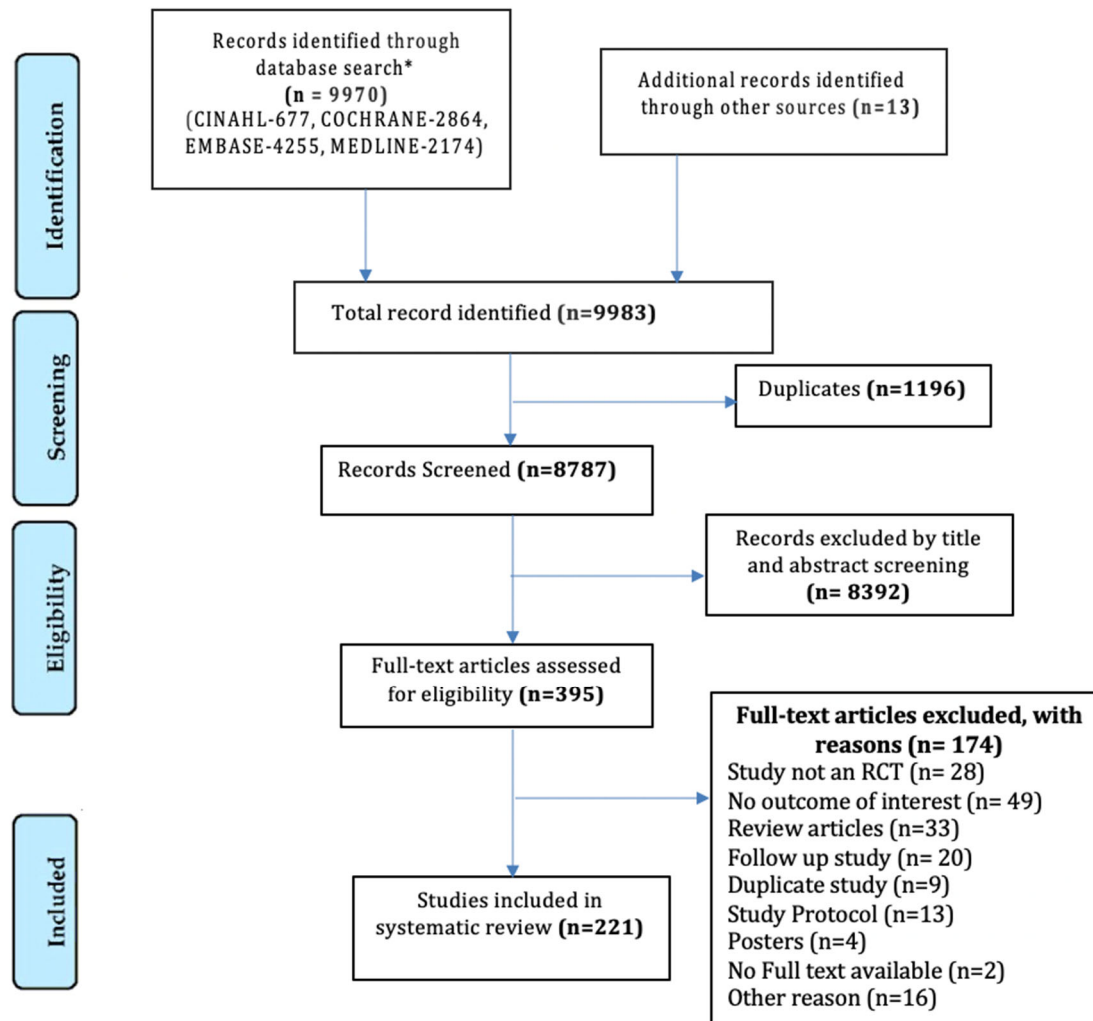 Identification
Records identified through
database search*
(n = 9970)
(CINAHL-677, COCHRANE-2864,
EMBASE-4255, MEDLINE-2174)
Additional records identified
through other sources (n=13)
Total record identified (n=9983)
Screening
Duplicates (n=1196)
Records Screened (n=8787)
Eligibility
Records excluded by title
and abstract screening
(n= 8392)
Full-text articles assessed
for eligibility (n=395)
Full-text articles excluded, with
reasons (n= 174)
Study not an RCT (n= 28)
No outcome of interest (n= 49)
Review articles (n=33)
Follow up study (n= 20)
Duplicate study (n=9)
Study Protocol (n=13)
Posters (n=4)
No Full text available (n=2)
Other reason (n=16)
Included
Studies included in
systematic review (n=221)